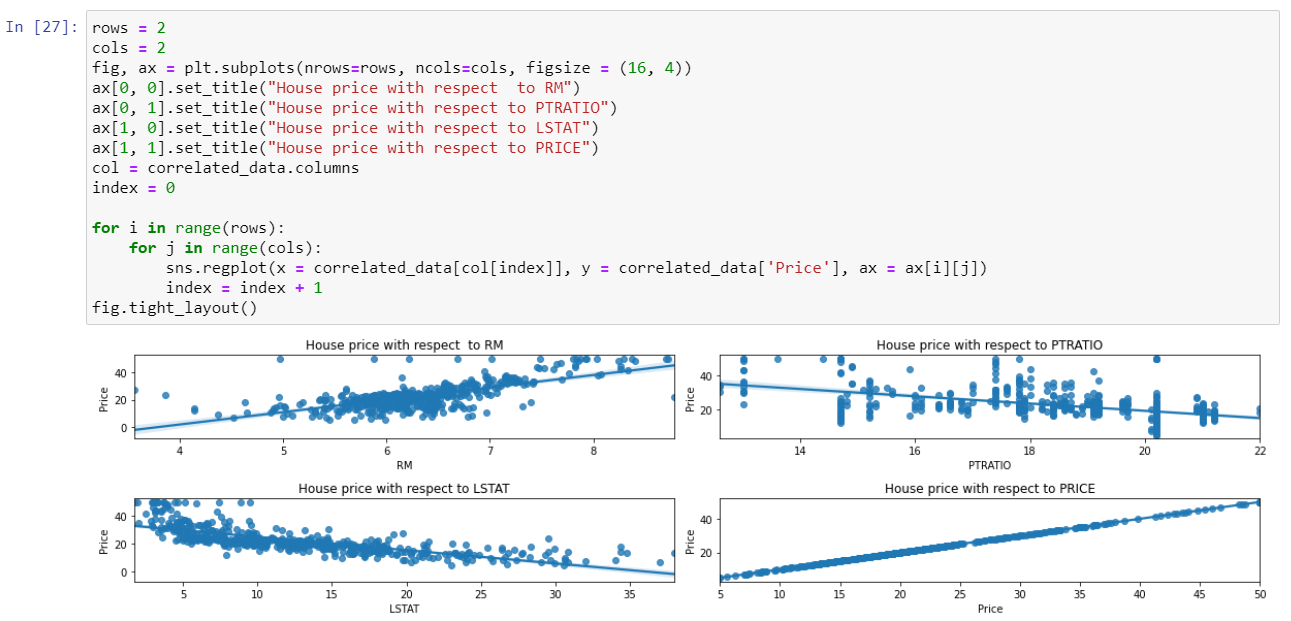 In [27]:
rows = 2
cols = 2
fig, ax = plt.subplots(nrows=rows, ncols=cols, figsize = (16, 4))
ax[0, 0].set_title("House price with respect  to RM")
ax[0, 1].set_title("House price with respect to PTRATIO")
ax[1, 0].set_title("House price with respect to LSTAT")
ax[1, 1].set_title("House price with respect to PRICE")
col = correlated_data.columns
index = 0
for i in range(rows):
    for j in range(cols):
        sns.regplot(x = correlated_data[col[index]], y = correlated_data['Price'], ax = ax[i][j])
        index = index + 1
fig.tight_layout()
House price with respect  to RM
40
20
0
Price
4 5 6 7 8
RM
House price with respect to PTRATIO
40
20
Price
14 16 18 20 22
PTRATIO
House price with respect to LSTAT
40
20
0
Price
5 10 15 20 25 30 35
LSTAT
House price with respect to PRICE
40
20
Price
5 10 15 20 25 30 35 40 45 50
Price